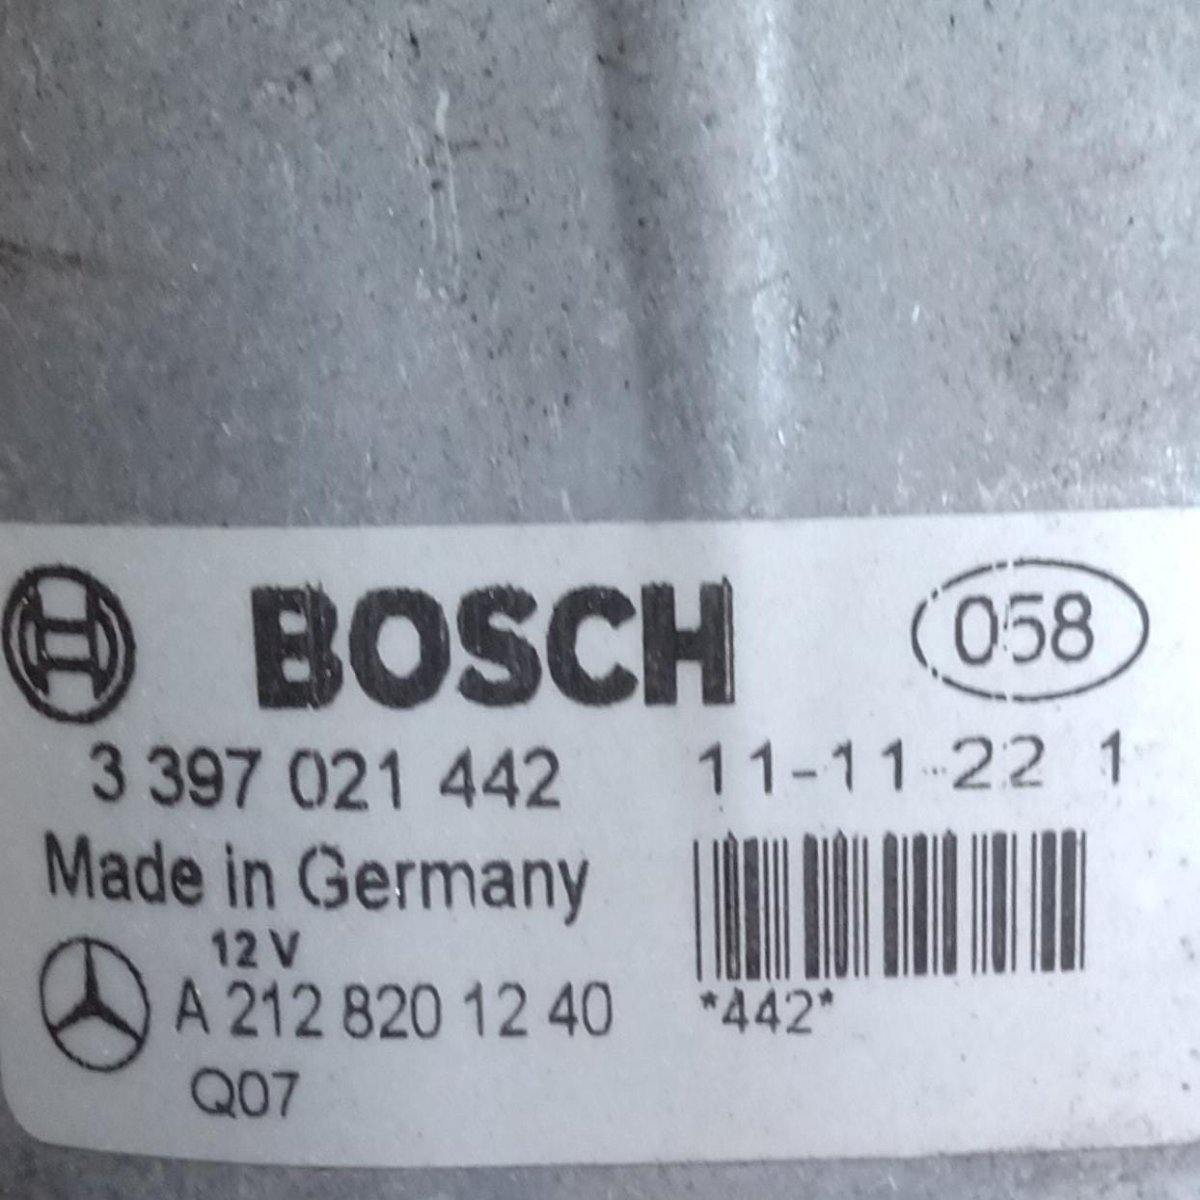 BOSCH 058
3 397 021 442 11-11-22 1
Made in Germany
12 V
A 212 820 12 40 *442*
Q07